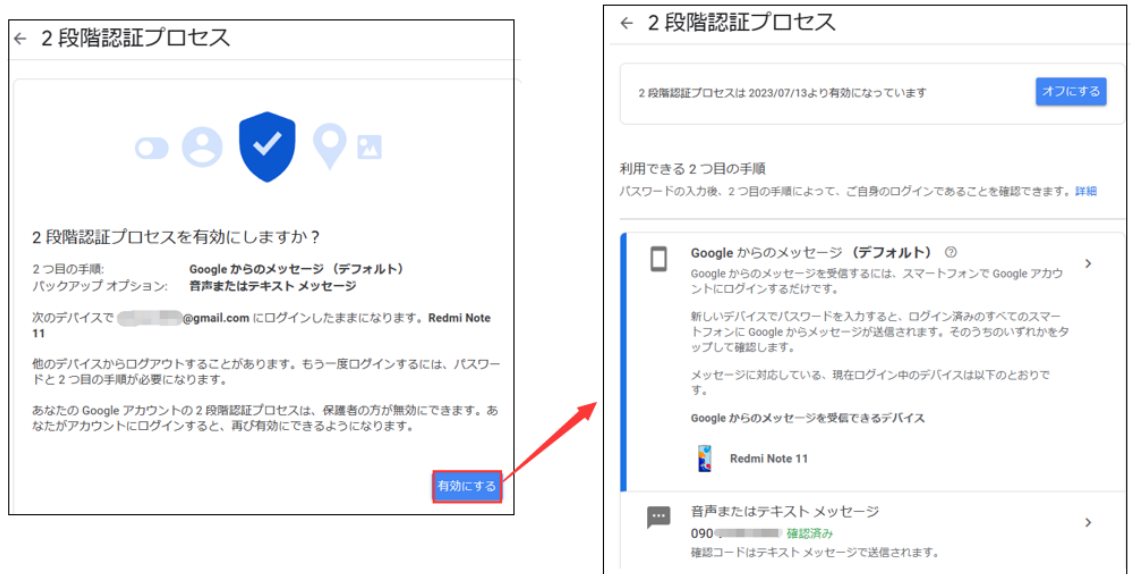 ← 2 段階認証プロセス
2 段階認証プロセスを有効にしますか？
2 つ目の手順: Google からのメッセージ （デフォルト）
バックアップ オプション: 音声またはテキスト メッセージ
次のデバイスで @gmail.com にログインしたままになります。Redmi Note
11
他のデバイスからログアウトすることがあります。もう一度ログインするには、パスワー
ドと 2 つ目の手順が必要になります。
あなたの Google アカウントの 2 段階認証プロセスは、保護者の方が無効にできます。あ
なたがアカウントにログインすると、再び有効にできるようになります。
有効にする
← 2 段階認証プロセス
2 段階認証プロセスは 2023/07/13より有効になっています
オフにする
利用できる 2 つ目の手順
パスワードの入力後、2 つ目の手順によって、ご自身のログインであることを確認できます。詳細
Google からのメッセージ （デフォルト）
Google からのメッセージを受信するには、スマートフォンで Google アカウ
ントにログインするだけです。
新しいデバイスでパスワードを入力すると、ログイン済みのすべてのスマー
トフォンに Google からメッセージが送信されます。そのうちのいずれかをタ
ップして確認します。
メッセージに対応している、現在ログイン中のデバイスは以下のとおりで
す。
Google からのメッセージを受信できるデバイス
Redmi Note 11
音声またはテキスト メッセージ
090 確認済み
確認コードはテキスト メッセージで送信されます。